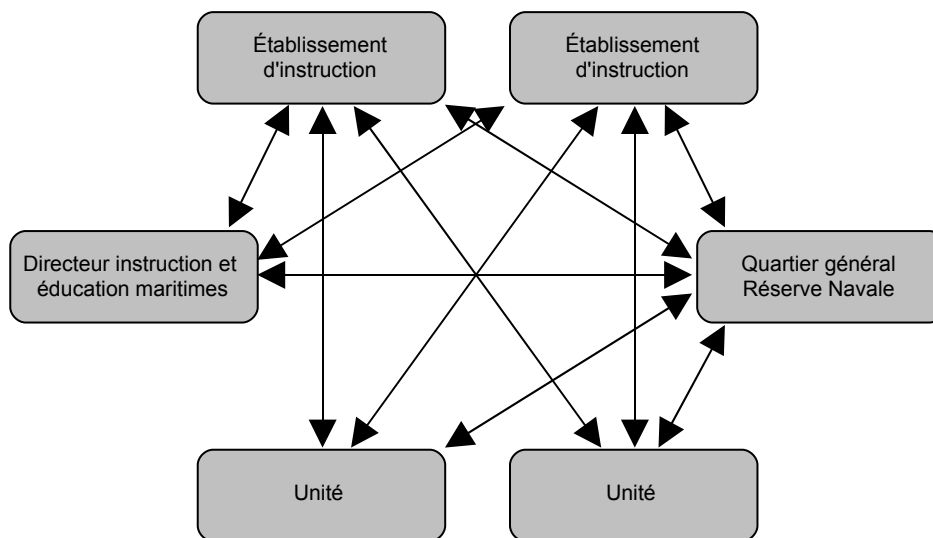 Établissement
d'instruction
Établissement
d'instruction
Directeur instruction et
éducation maritimes
Quartier général
Réserve Navale
Unité
Unité